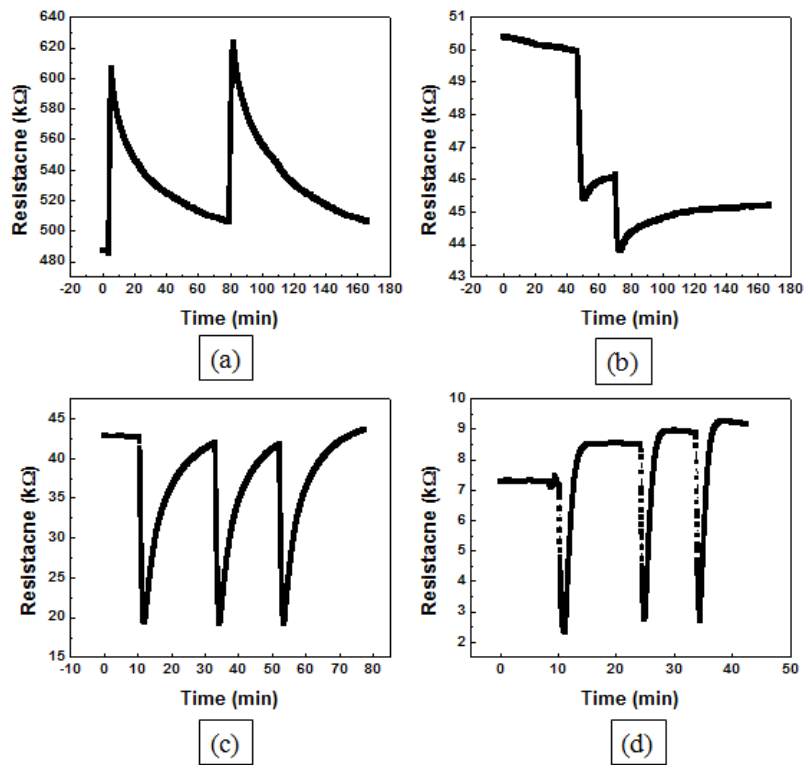 640
620
600
580
560
540
520
500
480
Resistacne (kΩ)
-20 0 20 40 60 80 100 120 140 160 180
Time (min)
(a)
51
50
49
48
47
46
45
44
43
Resistacne (kΩ)
-20 0 20 40 60 80 100 120 140 160 180
Time (min)
(b)
45
40
35
30
25
20
15
Resistacne (kΩ)
-10 0 10 20 30 40 50 60 70 80
Time (min)
(c)
10
9
8
7
6
5
4
3
2
Resistacne (kΩ)
0 10 20 30 40 50
Time (min)
(d)